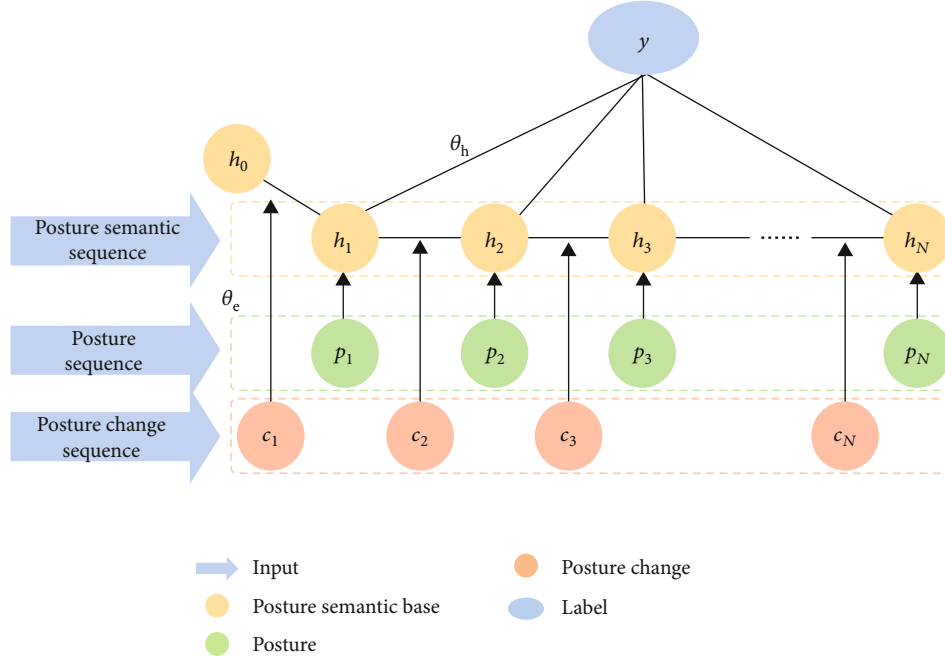 y
θh
h0
Posture semantic
sequence
h1 h2 h3 ...... hN
θe
Posture
sequence
p1 p2 p3 pN
Posture change
sequence
c1 c2 c3 cN
Input
Posture change
Posture semantic base
Label
Posture